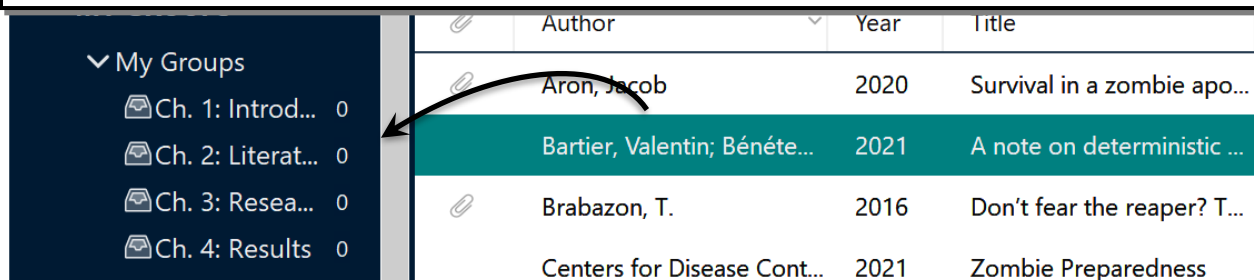 Author Year Title
My Groups
Ch. 1: Introd... 0
Ch. 2: Literat... 0
Ch. 3: Resea... 0
Ch. 4: Results 0
Aron, Jacob 2020 Survival in a zombie apo...
Bartier, Valentin; Bénéte... 2021 A note on deterministic ...
Brabazon, T. 2016 Don't fear the reaper? T...
Centers for Disease Cont... 2021 Zombie Preparedness